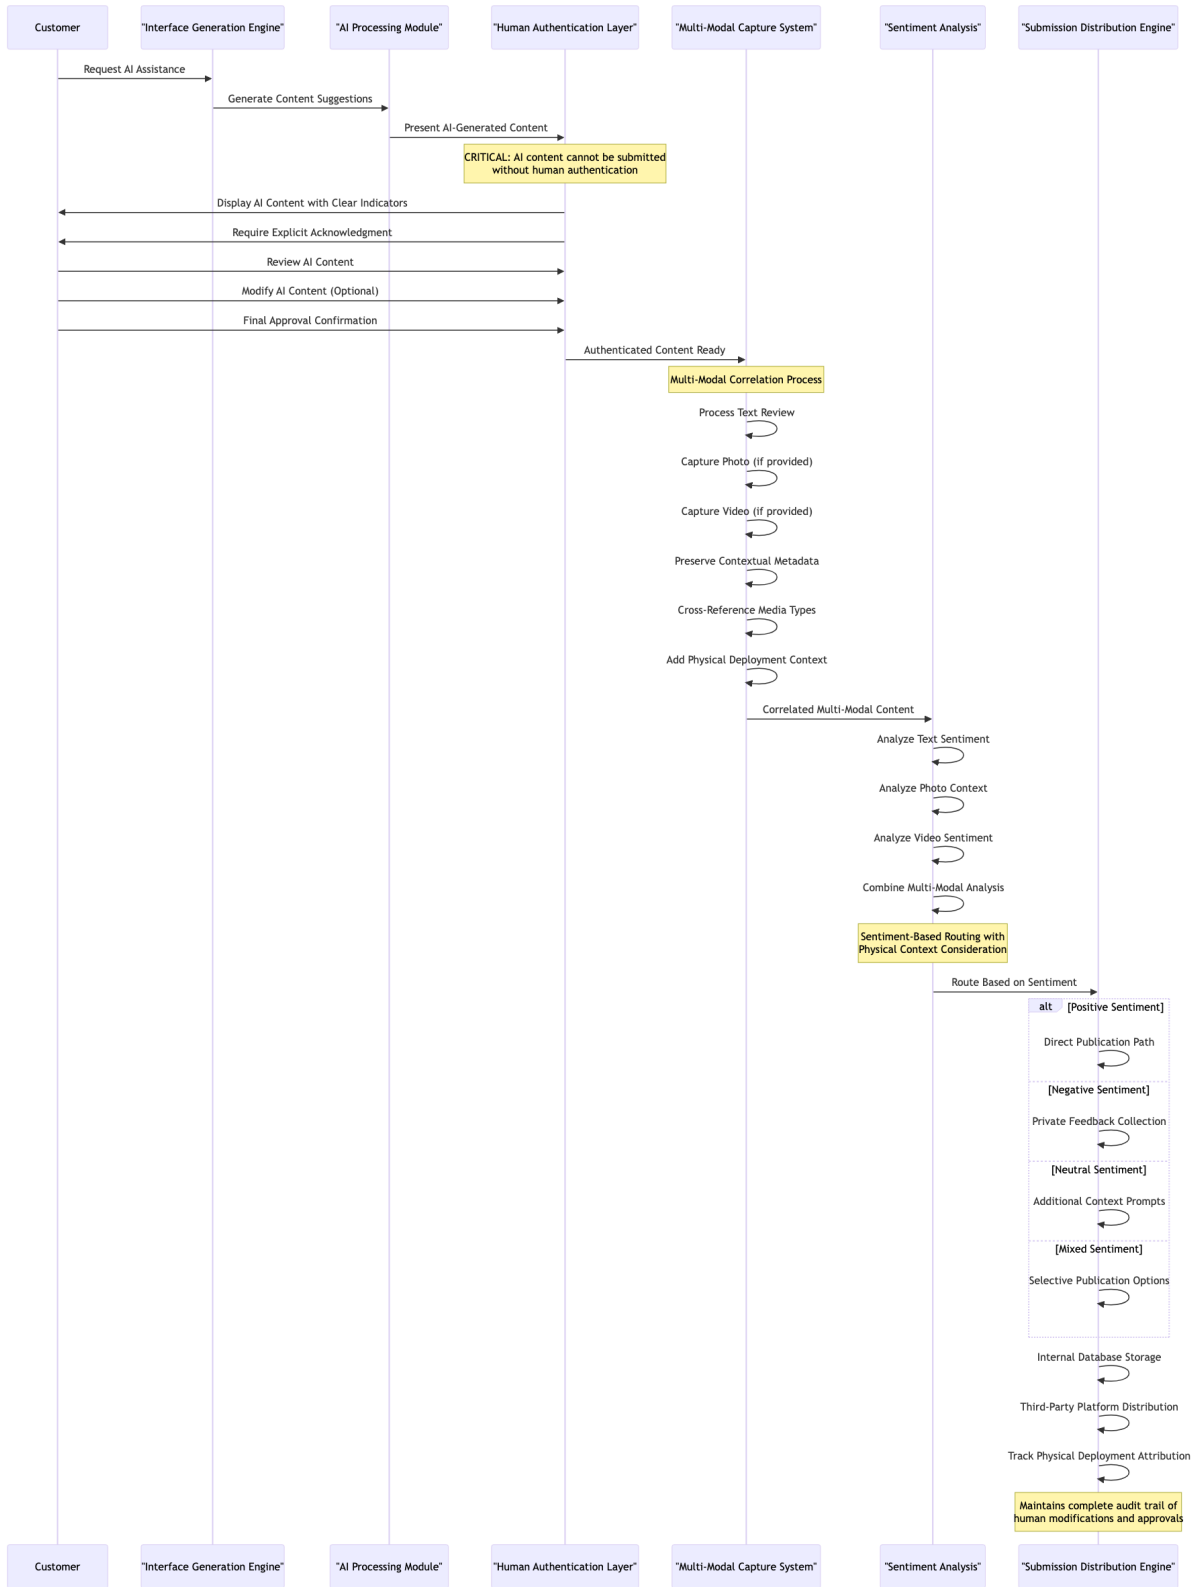 Customer
"Interface Generation Engine"
"AI Processing Module"
"Human Authentication Layer"
"Multi-Modal Capture System"
"Sentiment Analysis"
"Submission Distribution Engine"
Request AI Assistance
Generate Content Suggestions
Present AI-Generated Content
CRITICAL: AI content cannot be submitted
without human authentication
Display AI Content with Clear Indicators
Require Explicit Acknowledgment
Review AI Content
Modify AI Content (Optional)
Final Approval Confirmation
Authenticated Content Ready
Multi-Modal Correlation Process
Process Text Review
Capture Photo (if provided)
Capture Video (if provided)
Preserve Contextual Metadata
Cross-Reference Media Types
Add Physical Deployment Context
Correlated Multi-Modal Content
Analyze Text Sentiment
Analyze Photo Context
Analyze Video Sentiment
Combine Multi-Modal Analysis
Sentiment-Based Routing with
Physical Context Consideration
Route Based on Sentiment
alt [Positive Sentiment]
Direct Publication Path
[Negative Sentiment]
Private Feedback Collection
[Neutral Sentiment]
Additional Context Prompts
[Mixed Sentiment]
Selective Publication Options
Internal Database Storage
Third-Party Platform Distribution
Track Physical Deployment Attribution
Maintains complete audit trail of
human modifications and approvals
Customer
"Interface Generation Engine"
"AI Processing Module"
"Human Authentication Layer"
"Multi-Modal Capture System"
"Sentiment Analysis"
"Submission Distribution Engine"